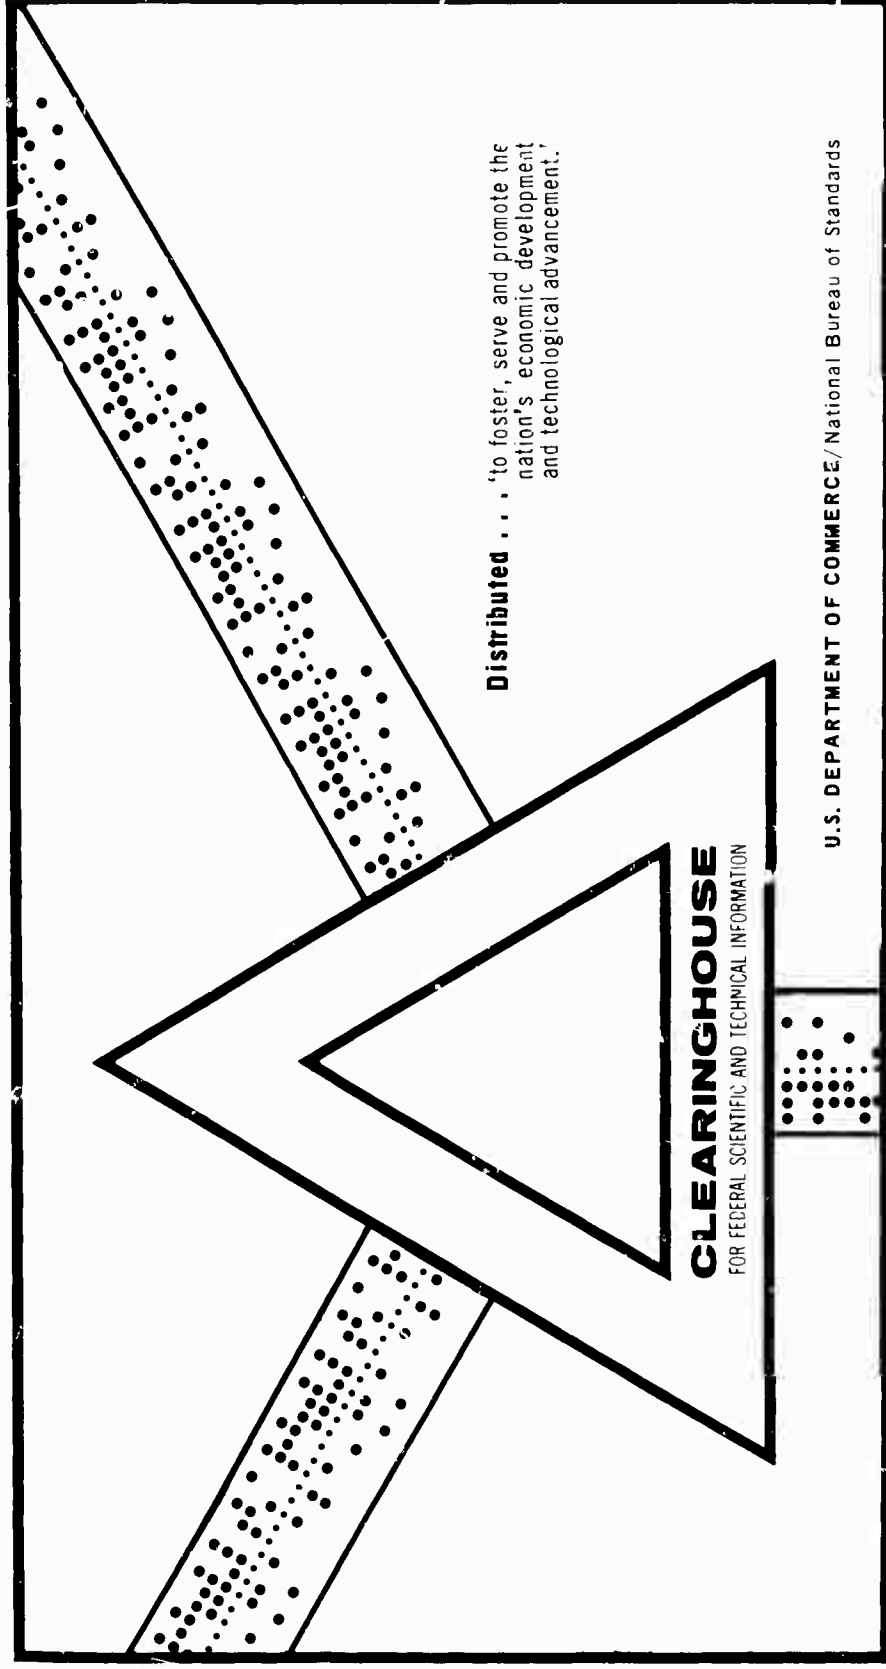 Distributed . . . 'to foster, serve and promote the
nation's economic development
and technological advancement.'
CLEARINGHOUSE
FOR FEDERAL SCIENTIFIC AND TECHNICAL INFORMATION
U.S. DEPARTMENT OF COMMERCE/National Bureau of Standards